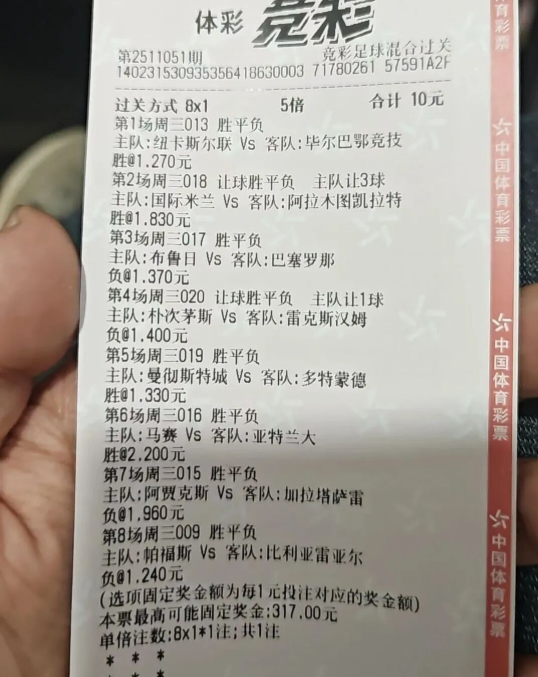 体彩 竞彩
第2511051期 竞彩足球混合过关
140231530935356418630003 71780261 57591A2F
过关方式 8x1 5倍 合计 10元
第1场周三013 胜平负
主队:纽卡斯尔联 Vs 客队:毕尔巴鄂竞技
胜@1.270元
第2场周三018 让球胜平负 主队让3球
主队:国际米兰 Vs 客队:阿拉木图凯拉特
胜@1.830元
第3场周三017 胜平负
主队:布鲁日 Vs 客队:巴塞罗那
负@1.370元
第4场周三020 让球胜平负 主队让1球
主队:朴次茅斯 Vs 客队:雷克斯汉姆
负@1.400元
第5场周三019 胜平负
主队:曼彻斯特城 Vs 客队:多特蒙德
胜@1.330元
第6场周三016 胜平负
主队:马赛 Vs 客队:亚特兰大
胜@2.200元
第7场周三015 胜平负
主队:阿贾克斯 Vs 客队:加拉塔萨雷
负@1.960元
第8场周三009 胜平负
主队:帕福斯 Vs 客队:比利亚雷亚尔
负@1.240元
(选项固定奖金额为每1元投注对应的奖金额)
本票最高可能固定奖金:317.00元
单倍注数:8x1*1注;共1注
* * *
* * *
中国体育彩票
中国体育彩票
中国体育彩票
中国体育彩票